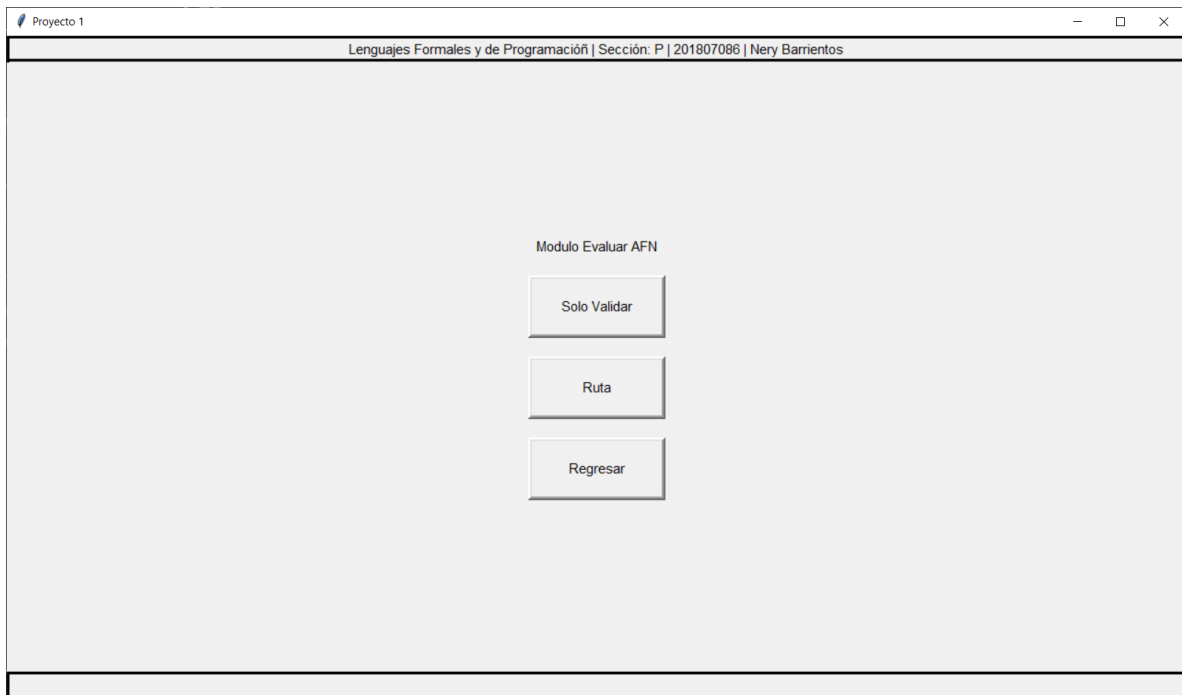 Proyecto 1
Lenguajes Formales y de Programacióñ | Sección: P | 201807086 | Nery Barrientos
Modulo Evaluar AFN
Solo Validar
Ruta
Regresar